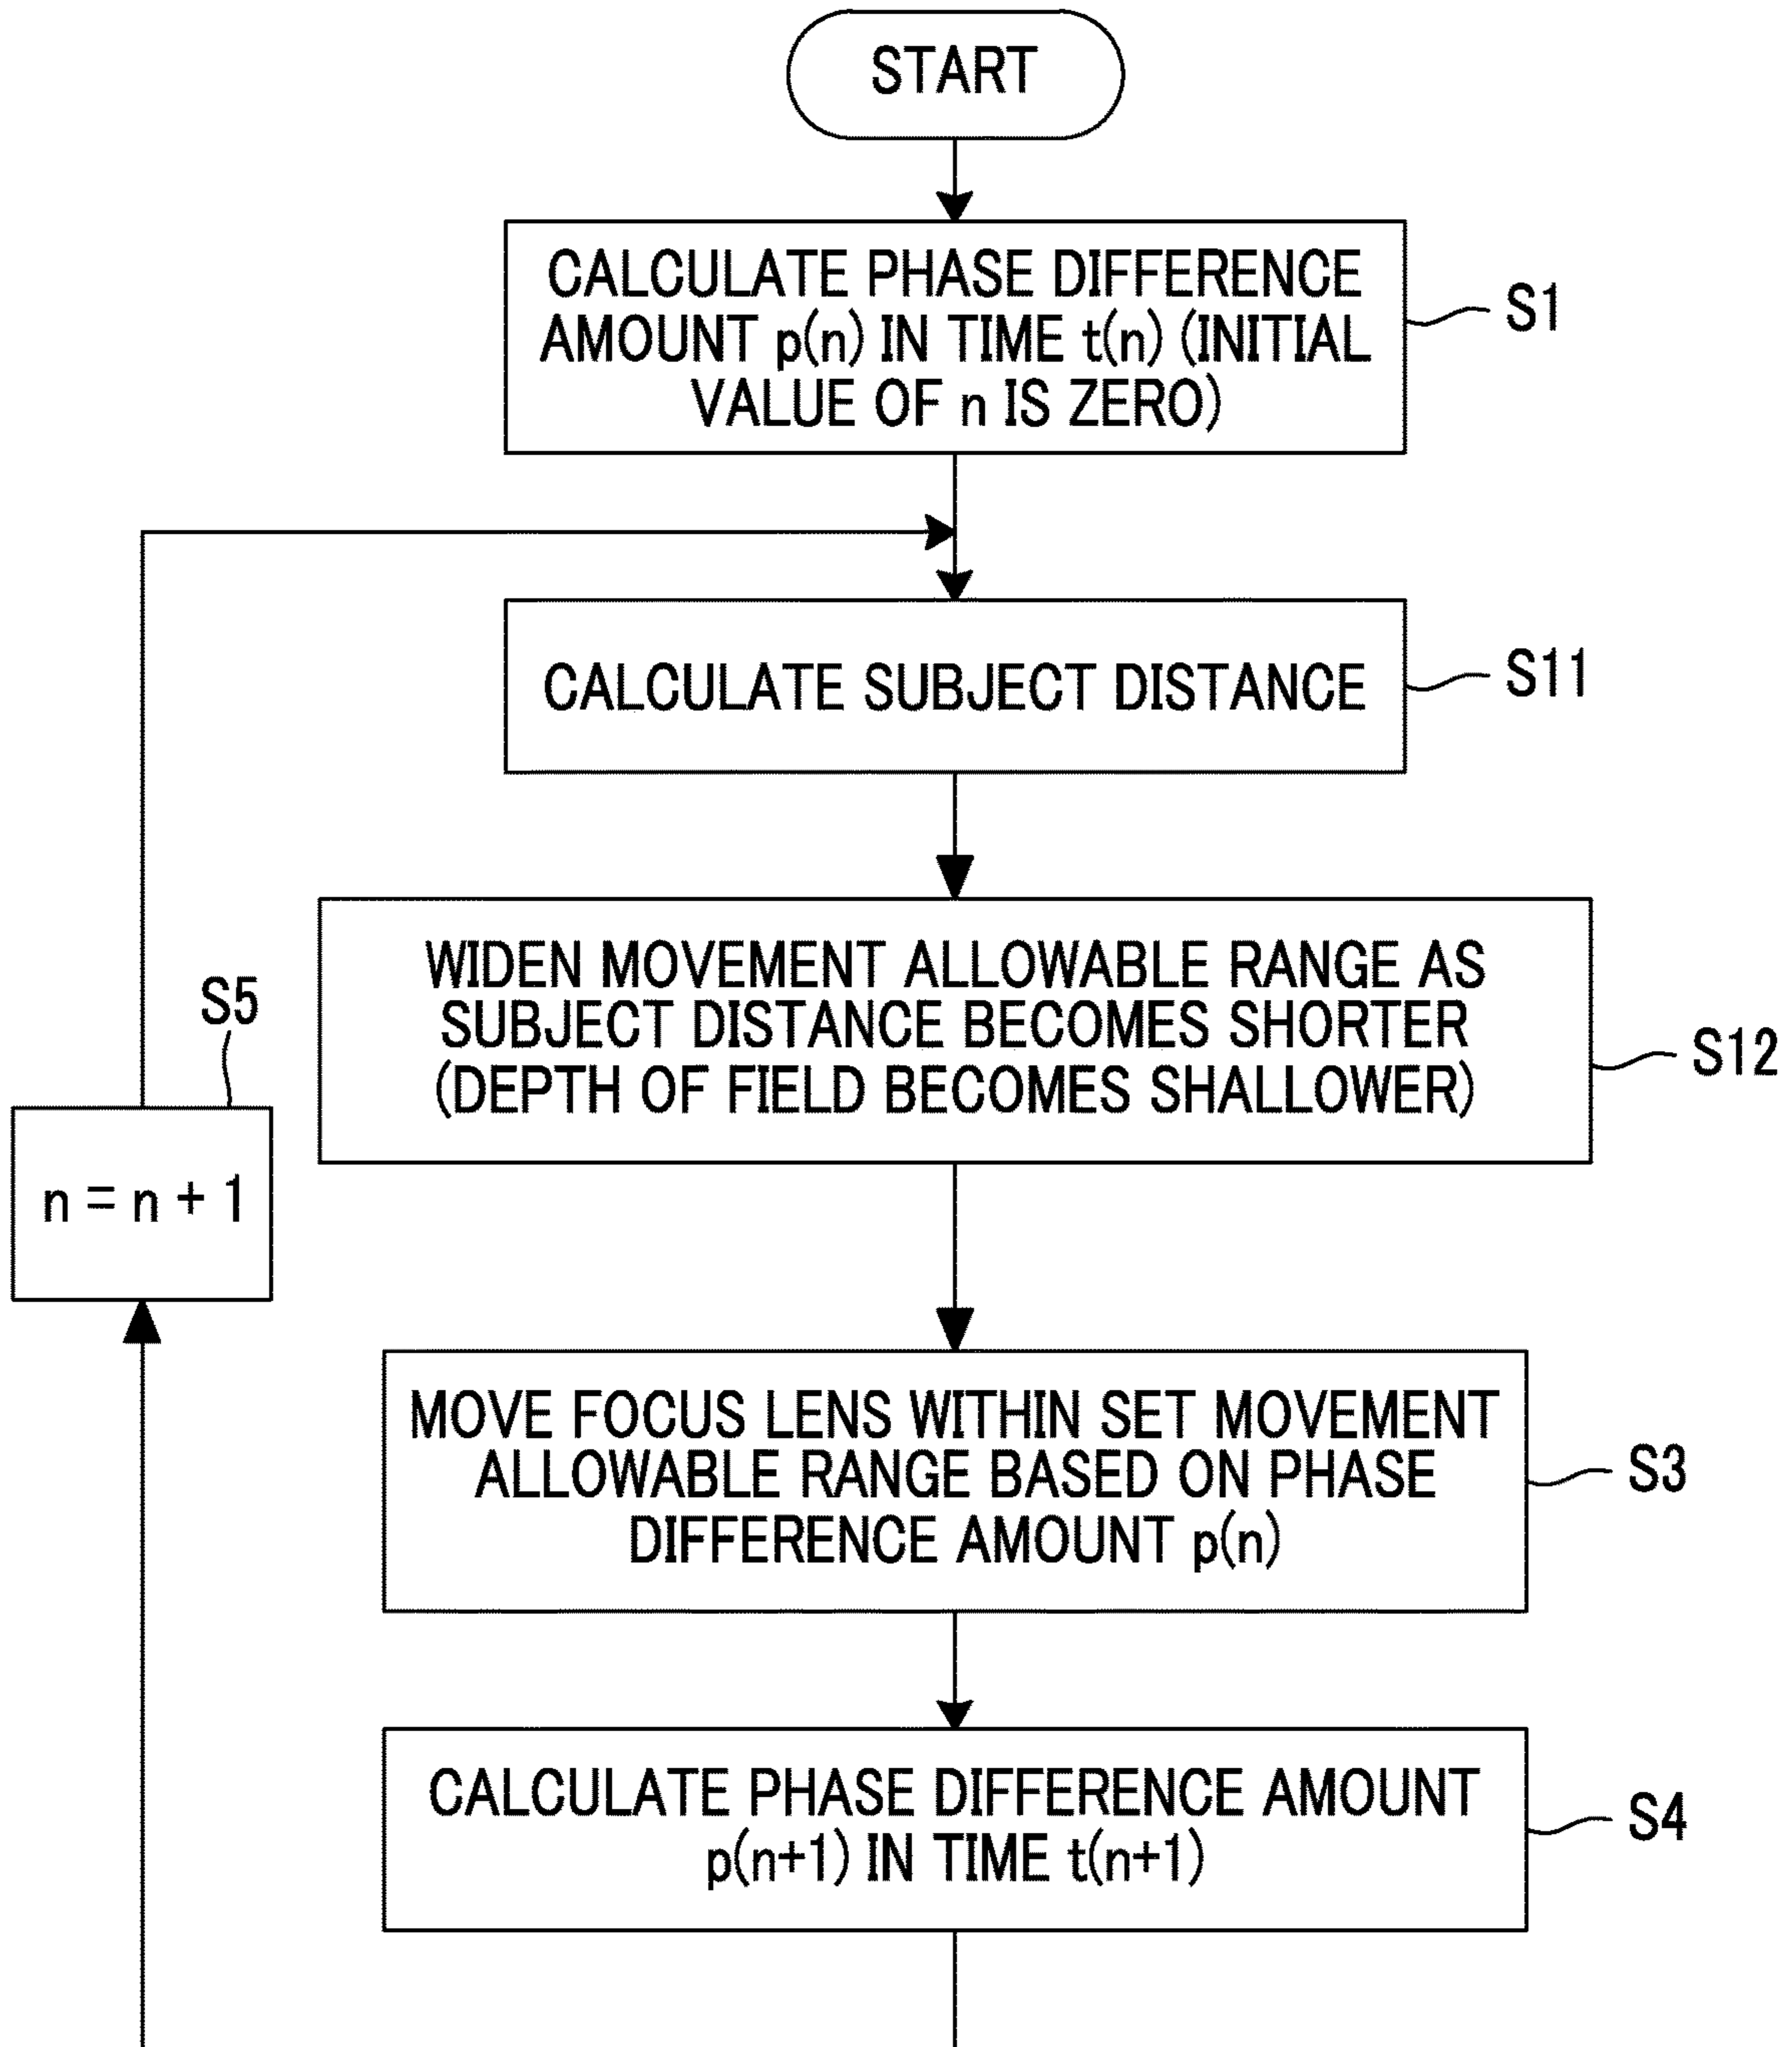 START
CALCULATE PHASE DIFFERENCE
AMOUNT p(n) IN TIME t(n) (INITIAL
VALUE OF n IS ZERO)
S1
CALCULATE SUBJECT DISTANCE
S11
WIDEN MOVEMENT ALLOWABLE RANGE AS
SUBJECT DISTANCE BECOMES SHORTER
(DEPTH OF FIELD BECOMES SHALLOWER)
S12
S5
n = n + 1
MOVE FOCUS LENS WITHIN SET MOVEMENT
ALLOWABLE RANGE BASED ON PHASE
DIFFERENCE AMOUNT p(n)
S3
CALCULATE PHASE DIFFERENCE AMOUNT
p(n+1) IN TIME t(n+1)
S4